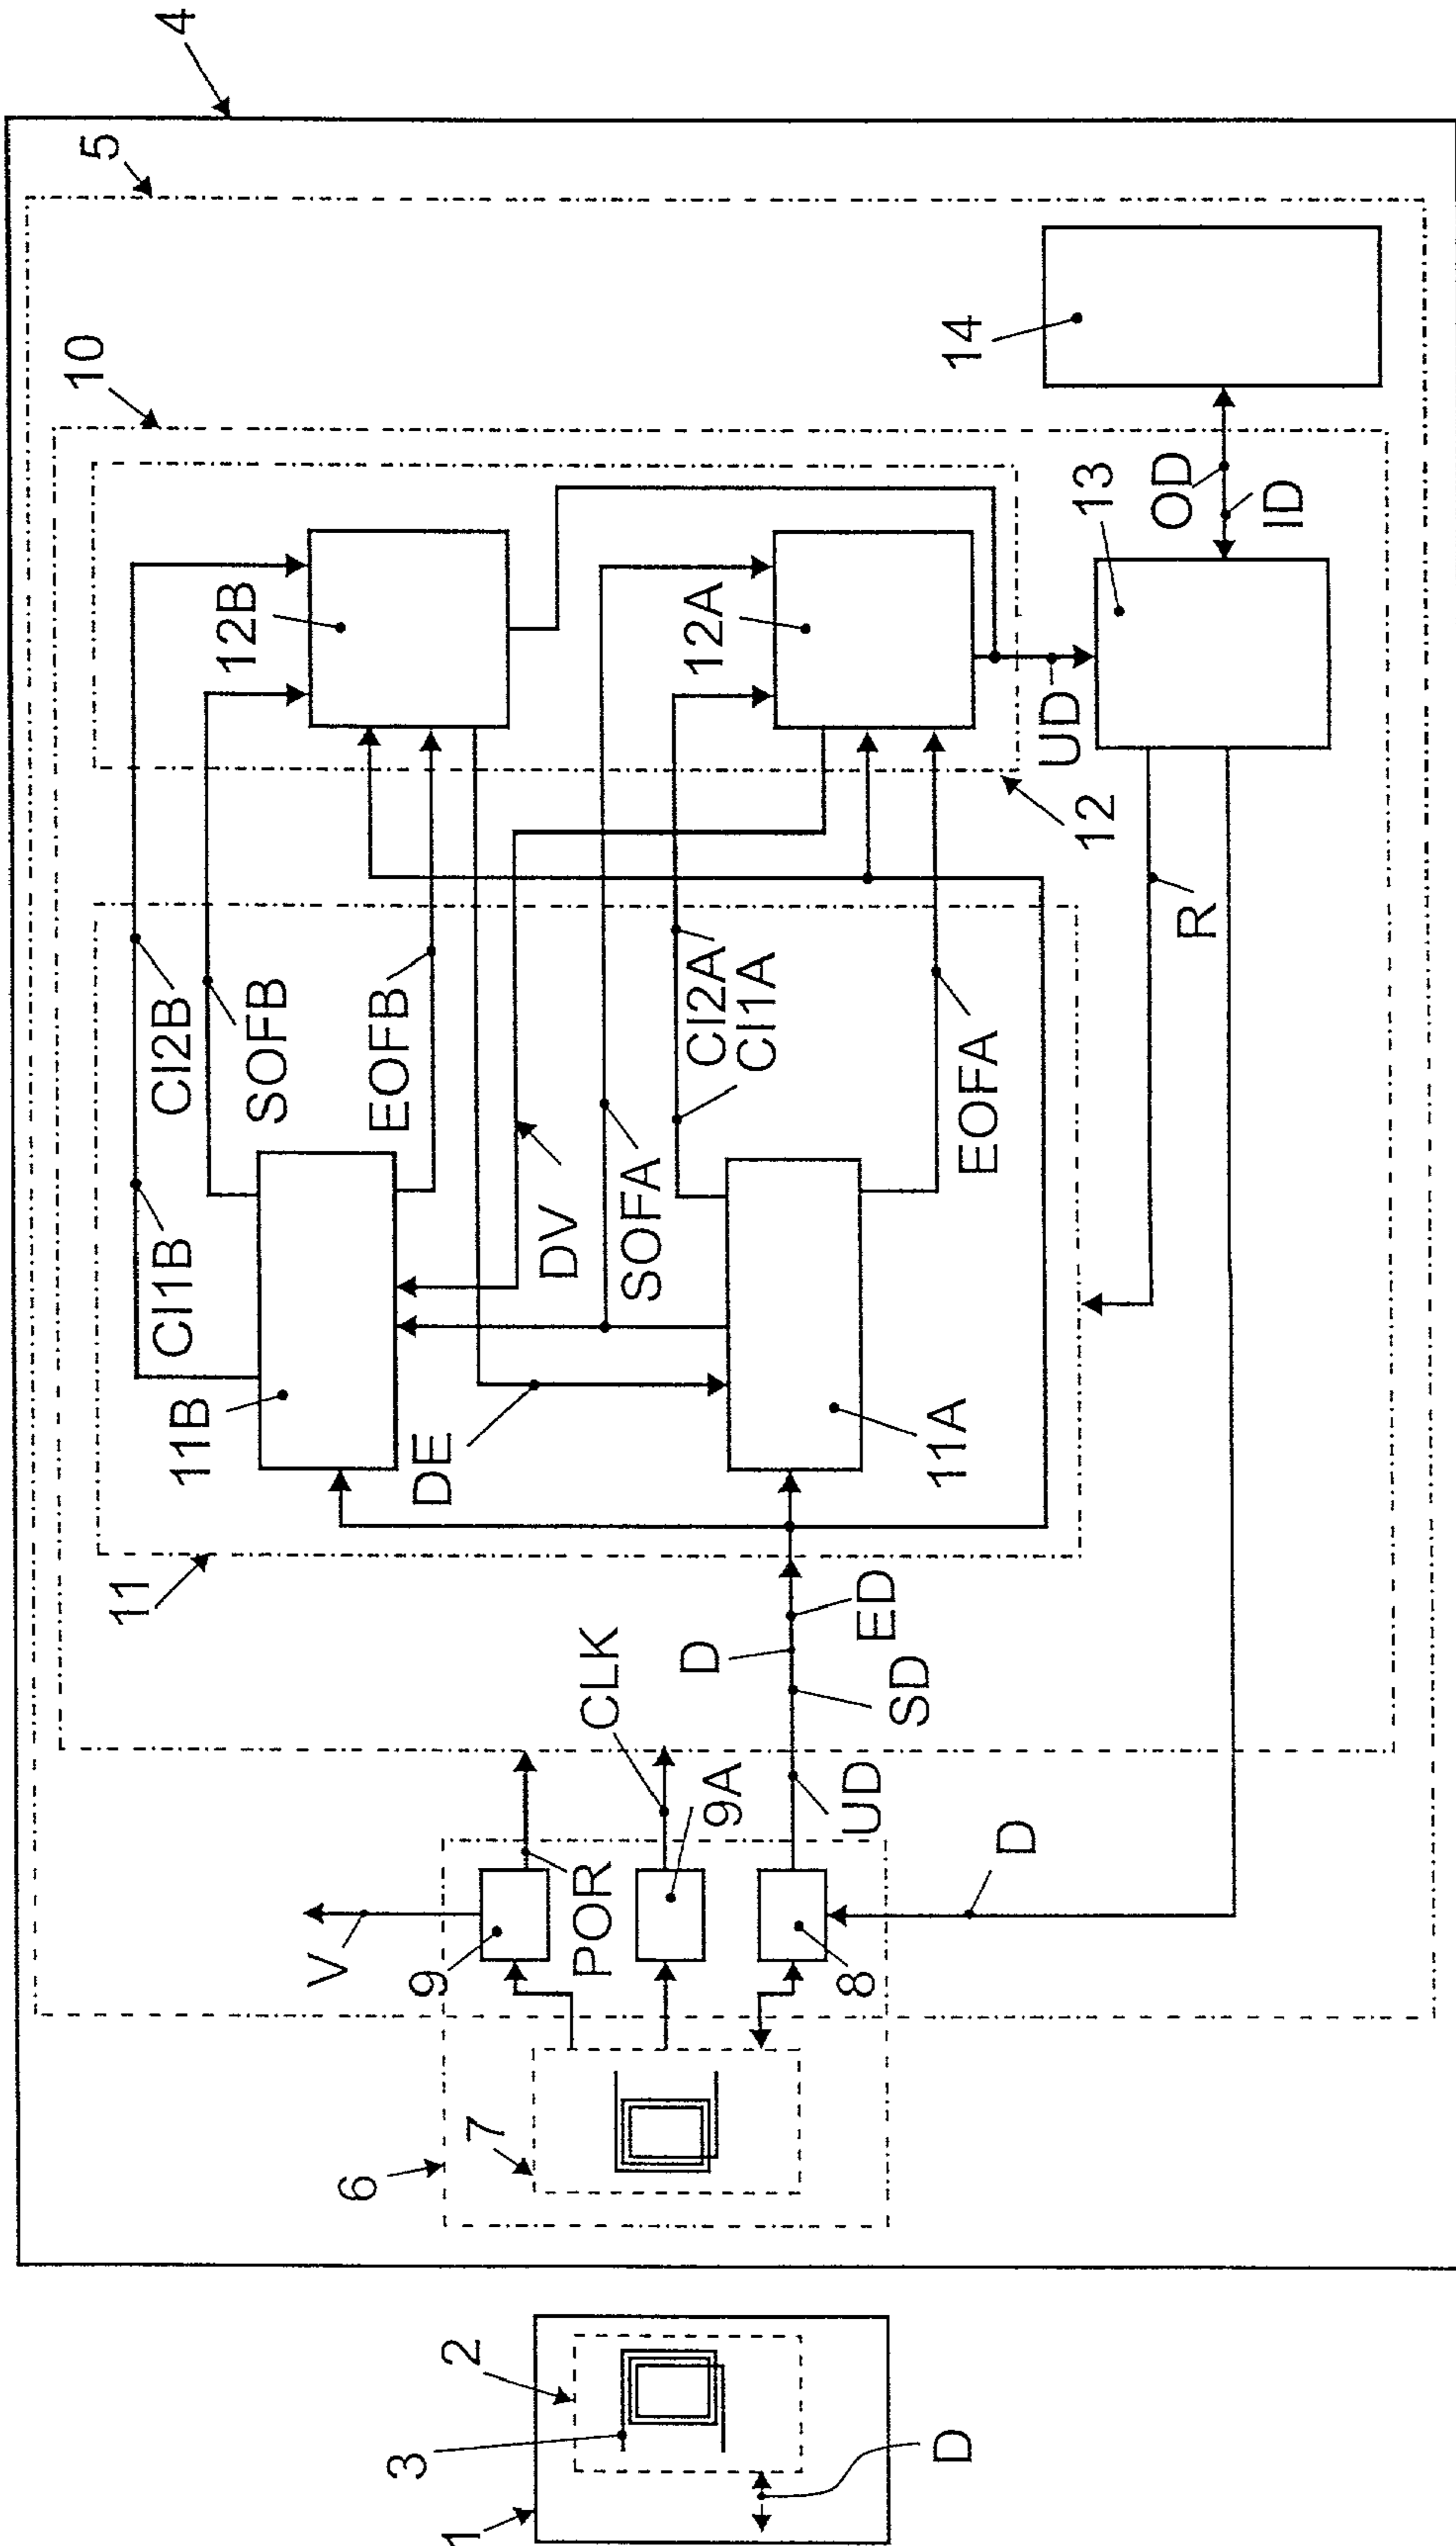 4
5
10
14
OD
ID
13
12B
12A
UD
12
R
CI2B
SOFB
EOFB
CI2A
CI1A
EOFA
CI1B
DV
SOFA
11B
DE
11A
11
ED
D
SD
CLK
UD
9A
POR
V
9
8
D
7
6
2
3
1
D